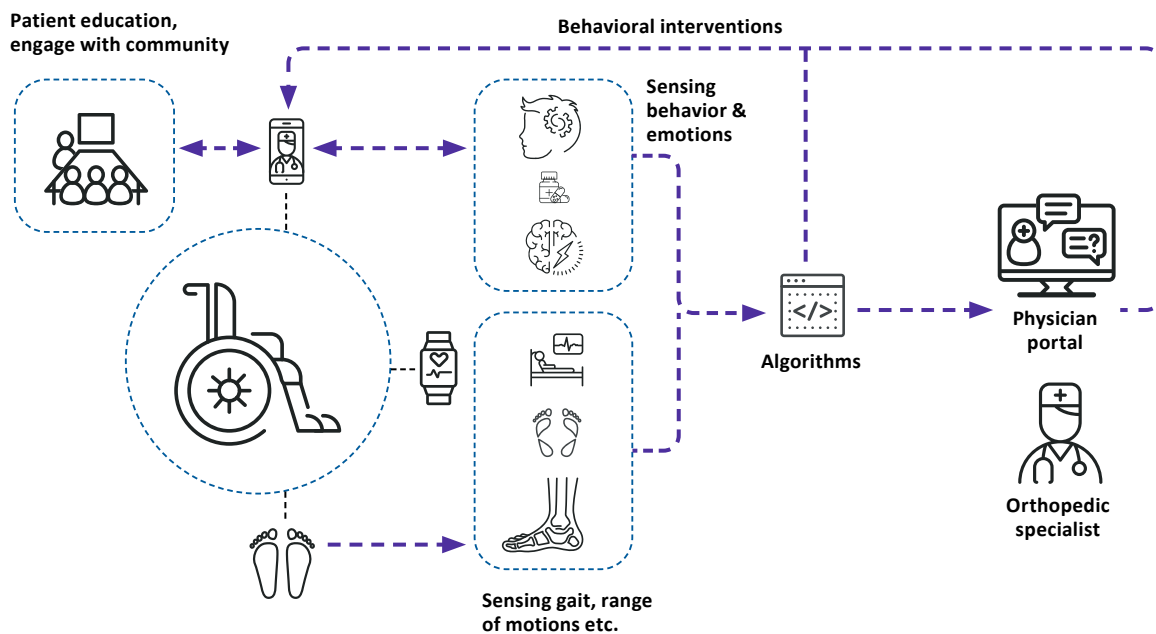 Patient education,
engage with community
Behavioral interventions
Sensing
behavior &
emotions
</>
Algorithms
?
Physician
portal
Orthopedic
specialist
Sensing gait, range
of motions etc.